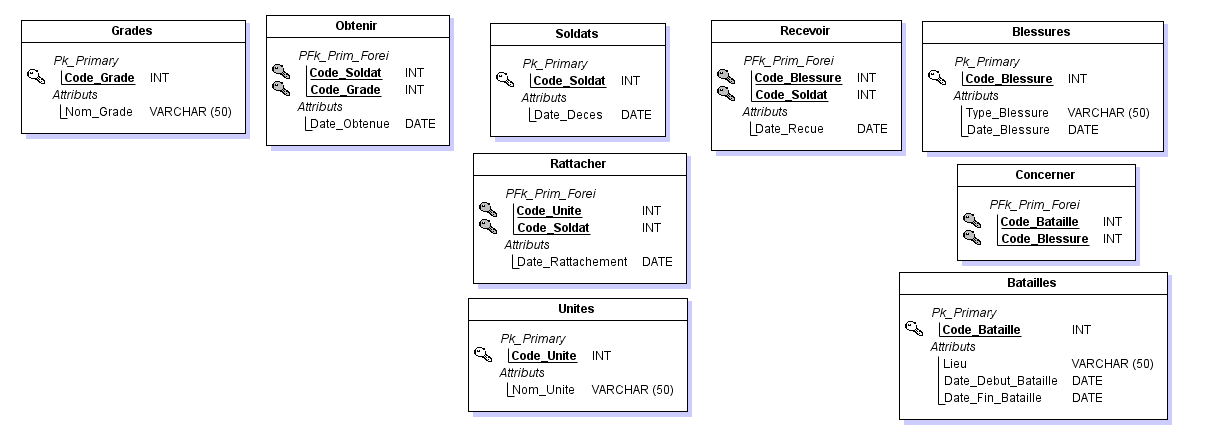 Grades
Pk_Primary
Code_Grade INT
Attributs
Nom_Grade VARCHAR (50)
Obtenir
PFk_Prim_Forei
Code_Soldat INT
Code_Grade INT
Attributs
Date_Obtenue DATE
Soldats
Pk_Primary
Code_Soldat INT
Attributs
Date_Deces DATE
Recevoir
PFk_Prim_Forei
Code_Blessure INT
Code_Soldat INT
Attributs
Date_Recue DATE
Blessures
Pk_Primary
Code_Blessure INT
Attributs
Type_Blessure VARCHAR (50)
Date_Blessure DATE
Rattacher
PFk_Prim_Forei
Code_Unite INT
Code_Soldat INT
Attributs
Date_Rattachement DATE
Concerner
PFk_Prim_Forei
Code_Bataille INT
Code_Blessure INT
Unites
Pk_Primary
Code_Unite INT
Attributs
Nom_Unite VARCHAR (50)
Batailles
Pk_Primary
Code_Bataille INT
Attributs
Lieu VARCHAR (50)
Date_Debut_Bataille DATE
Date_Fin_Bataille DATE